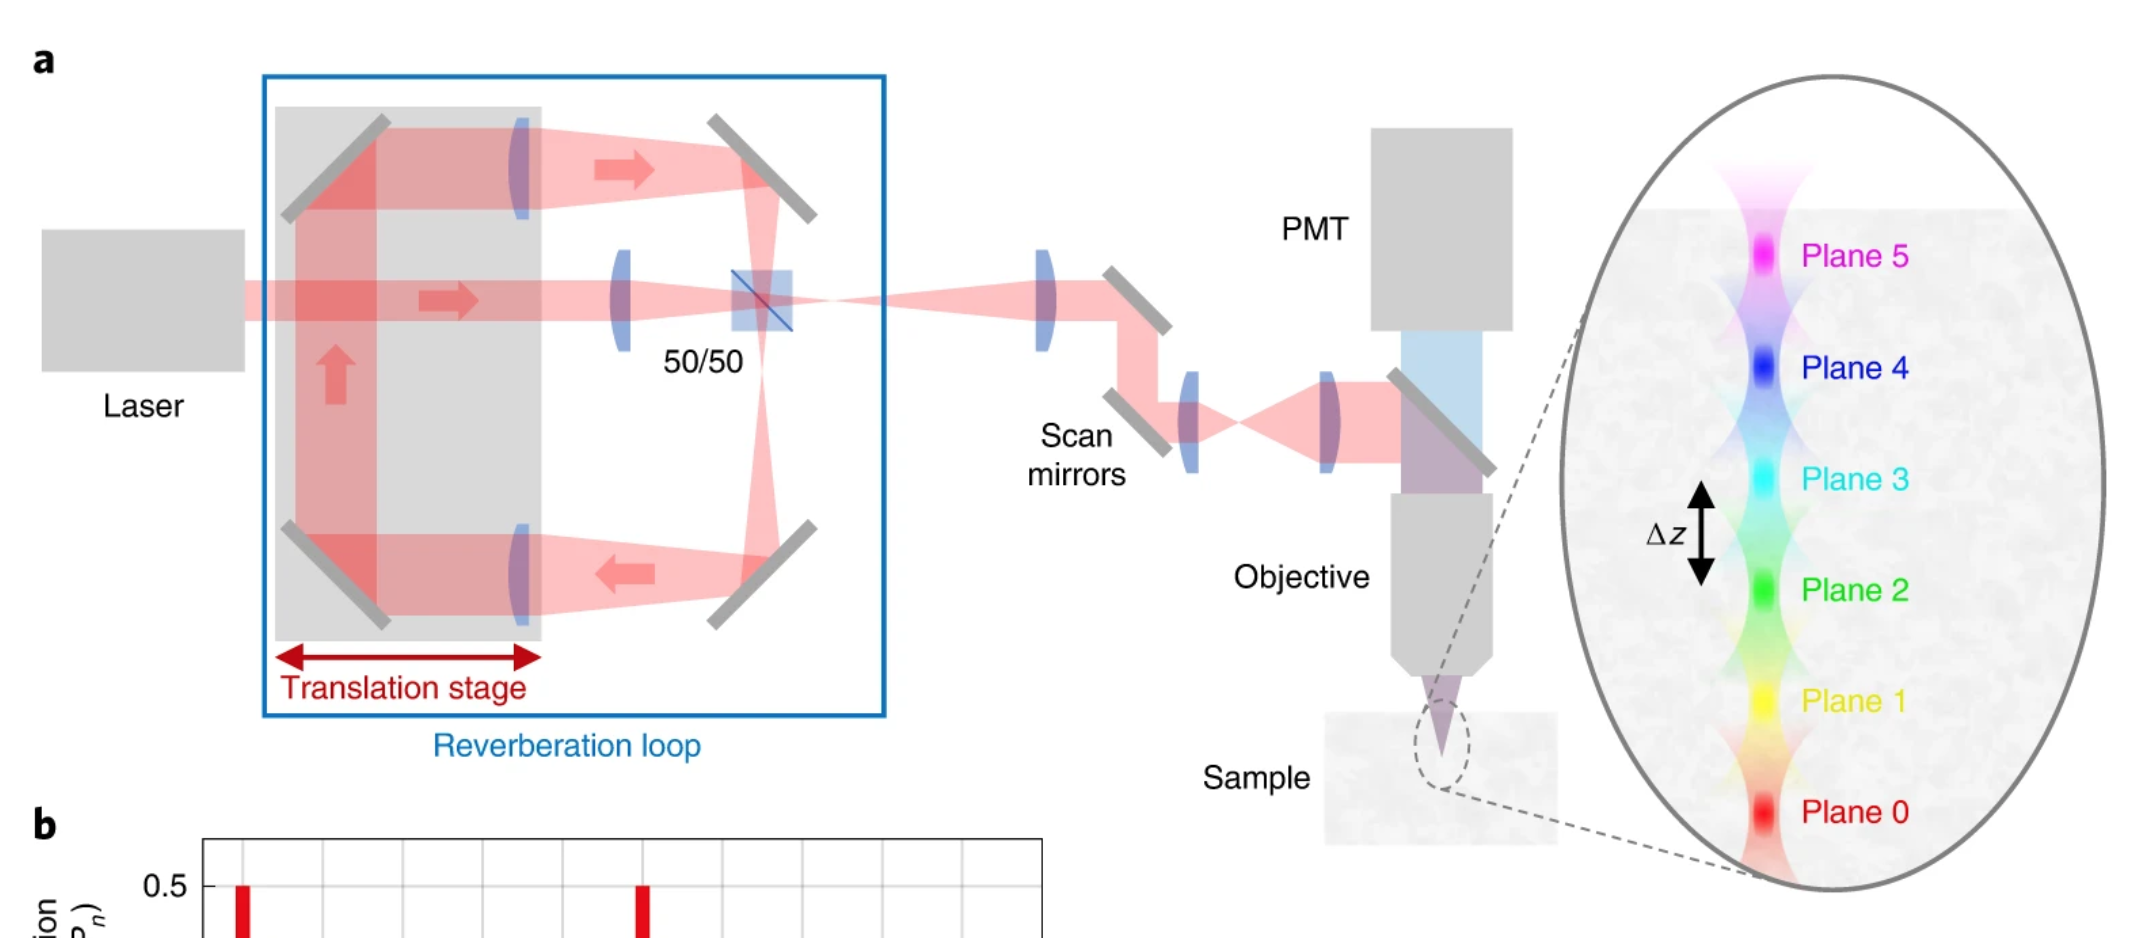 a
Laser
50/50
Translation stage
Reverberation loop
Scan
mirrors
PMT
Objective
Sample
Δz
Plane 5
Plane 4
Plane 3
Plane 2
Plane 1
Plane 0
b
0.5